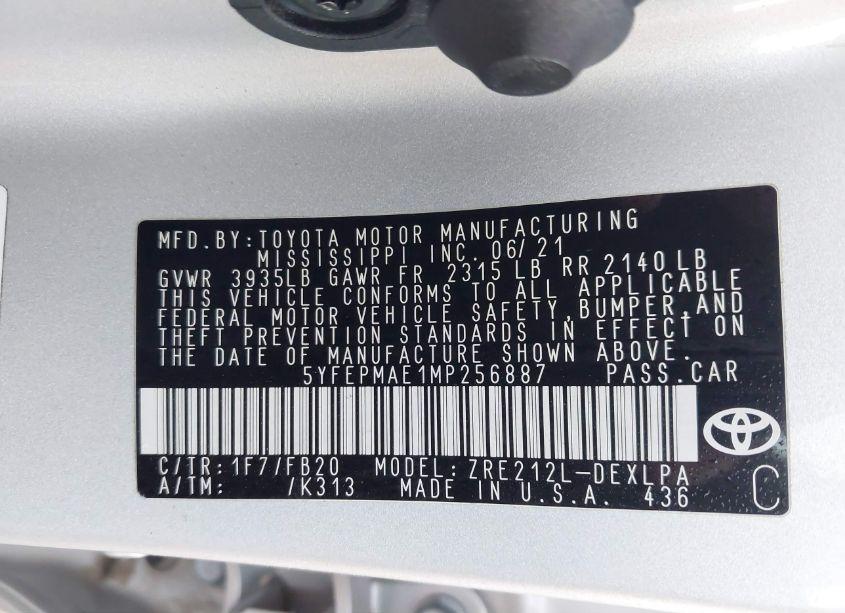 MFD. BY: TOYOTA MOTOR MANUFACTURING
MISSISSIPPI INC. 06/21
GVWR 3935LB GAWR FR 2315 LB RR 2140 LB
THIS VEHICLE CONFORMS TO ALL APPLICABLE
FEDERAL MOTOR VEHICLE SAFETY, BUMPER, AND
THEFT PREVENTION STANDARDS IN EFFECT ON
THE DATE OF MANUFACTURE SHOWN ABOVE.
5YFEPMAE1MP256887 PASS. CAR
C/TR: 1F7/FB20 MODEL: ZRE212L-DEXLPA
A/TM: /K313 MADE IN U.S.A. 436
C